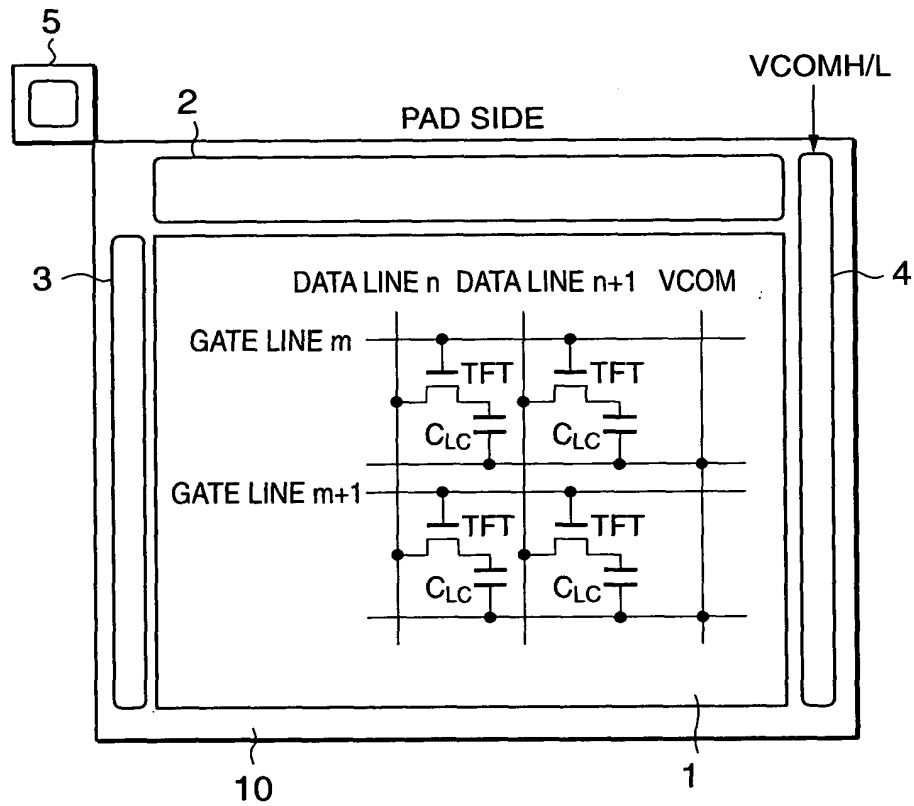 5
VCOMH/L
2
PAD SIDE
3
4
DATA LINE n DATA LINE n+1 VCOM
GATE LINE m
TFT TFT
CLC CLC
GATE LINE m+1
TFT TFT
CLC CLC
10
1